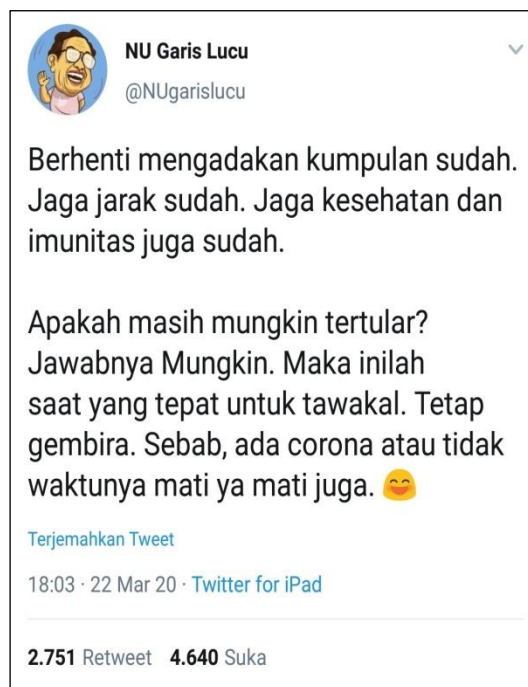 NU Garis Lucu
@NUgarislucu
Berhenti mengadakan kumpulan sudah.
Jaga jarak sudah. Jaga kesehatan dan
imunitas juga sudah.
Apakah masih mungkin tertular?
Jawabnya Mungkin. Maka inilah
saat yang tepat untuk tawakal. Tetap
gembira. Sebab, ada corona atau tidak
waktunya mati ya mati juga. 😄
Terjemahkan Tweet
18:03 · 22 Mar 20 · Twitter for iPad
2.751 Retweet 4.640 Suka